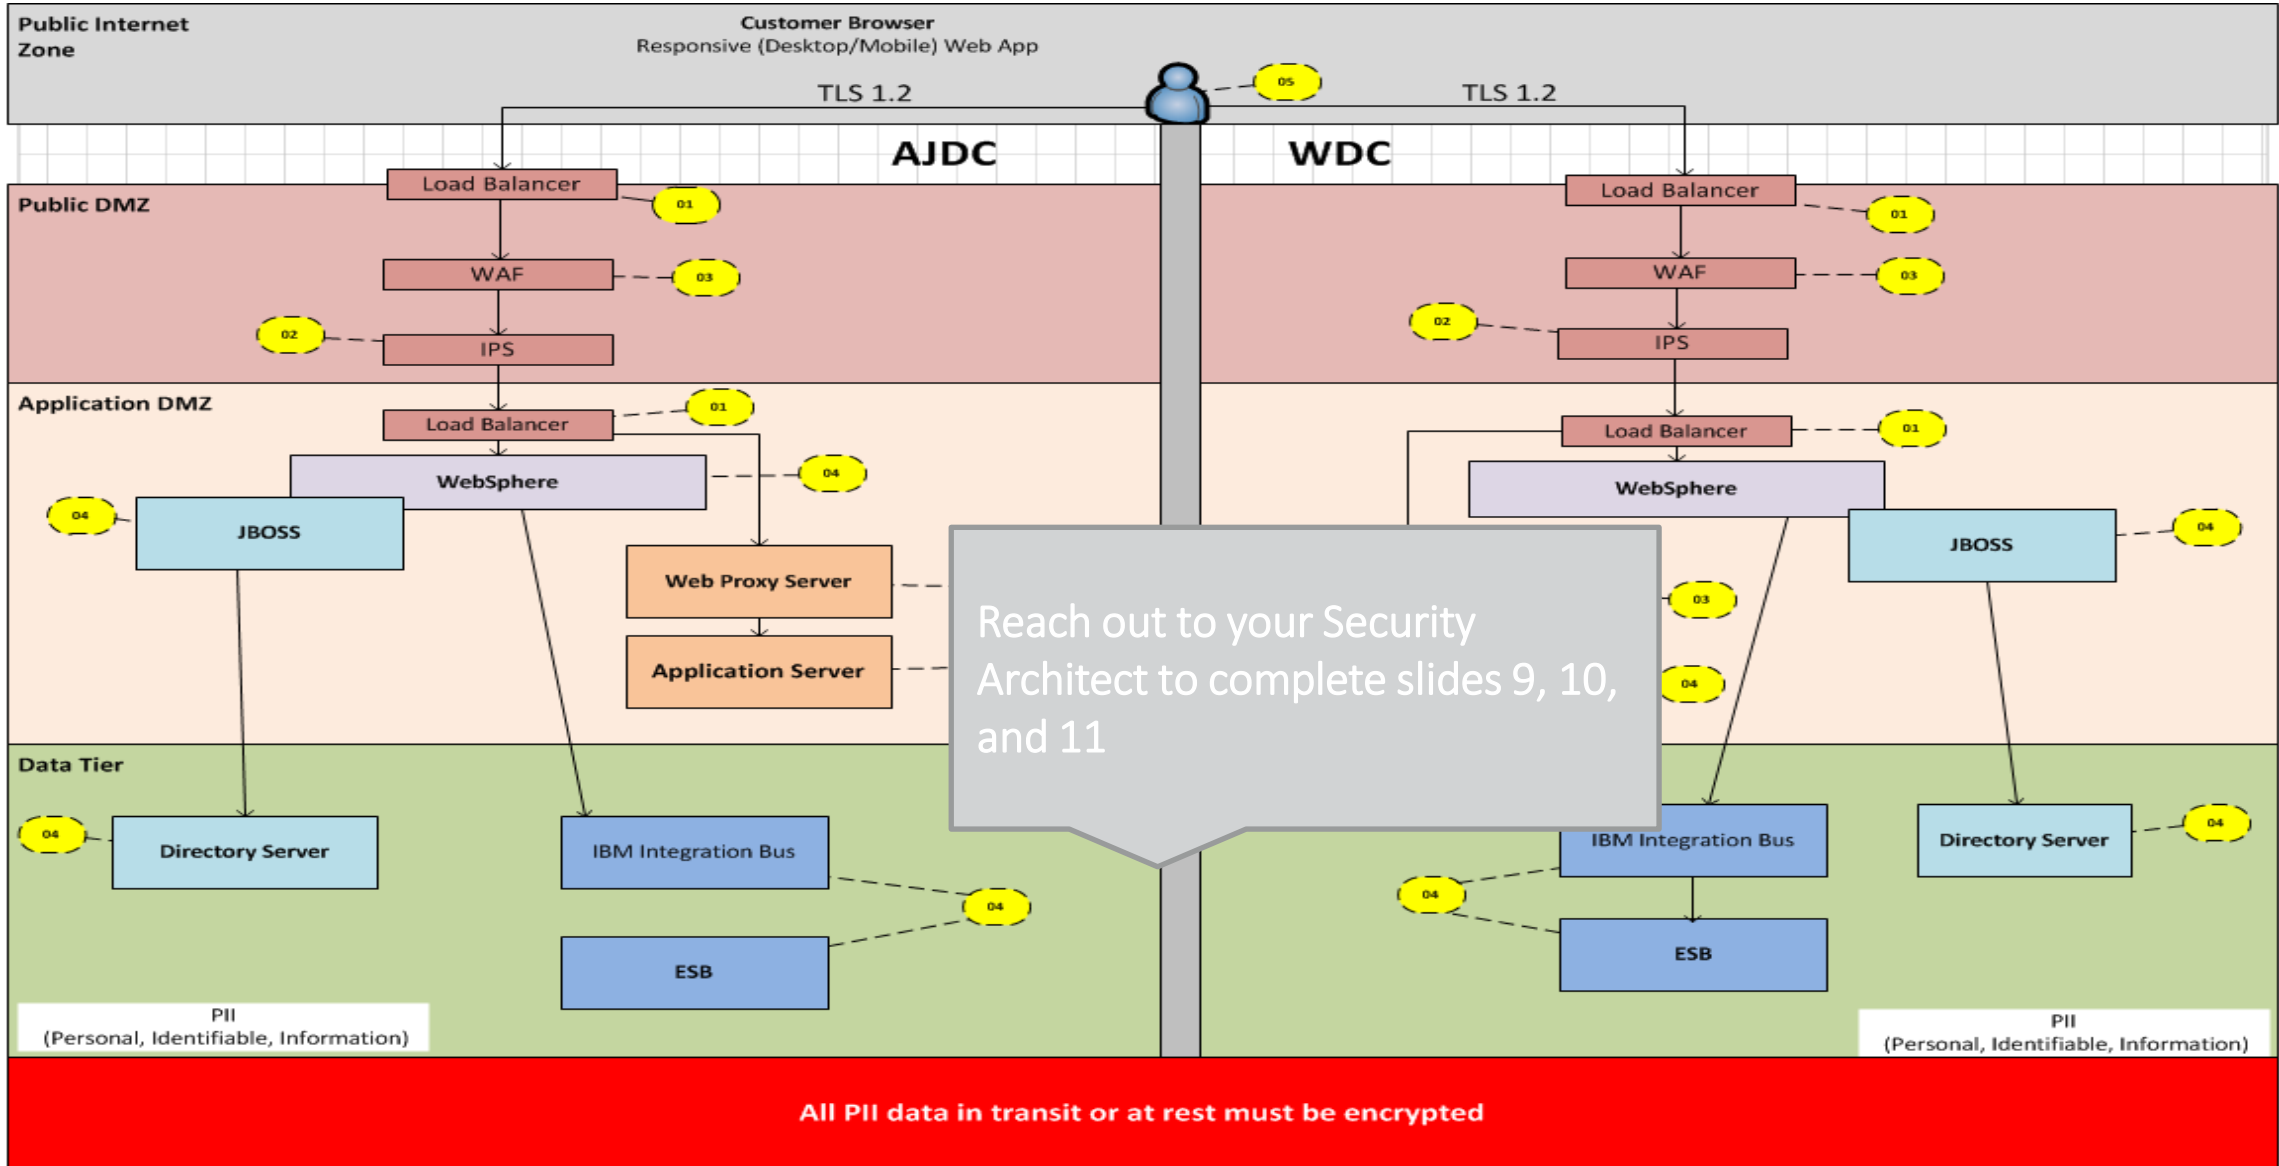 Public Internet
Zone
Customer Browser
Responsive (Desktop/Mobile) Web App
TLS 1.2
05
TLS 1.2
AJDC
WDC
Public DMZ
Load Balancer
01
WAF
03
02
IPS
Load Balancer
01
WAF
03
02
IPS
Application DMZ
Load Balancer
01
WebSphere
04
04
JBOSS
Web Proxy Server
Application Server
Load Balancer
01
WebSphere
JBOSS
04
03
04
Reach out to your Security
Architect to complete slides 9, 10,
and 11
Data Tier
04
Directory Server
IBM Integration Bus
04
ESB
PII
(Personal, Identifiable, Information)
IBM Integration Bus
Directory Server
04
04
ESB
PII
(Personal, Identifiable, Information)
All PII data in transit or at rest must be encrypted